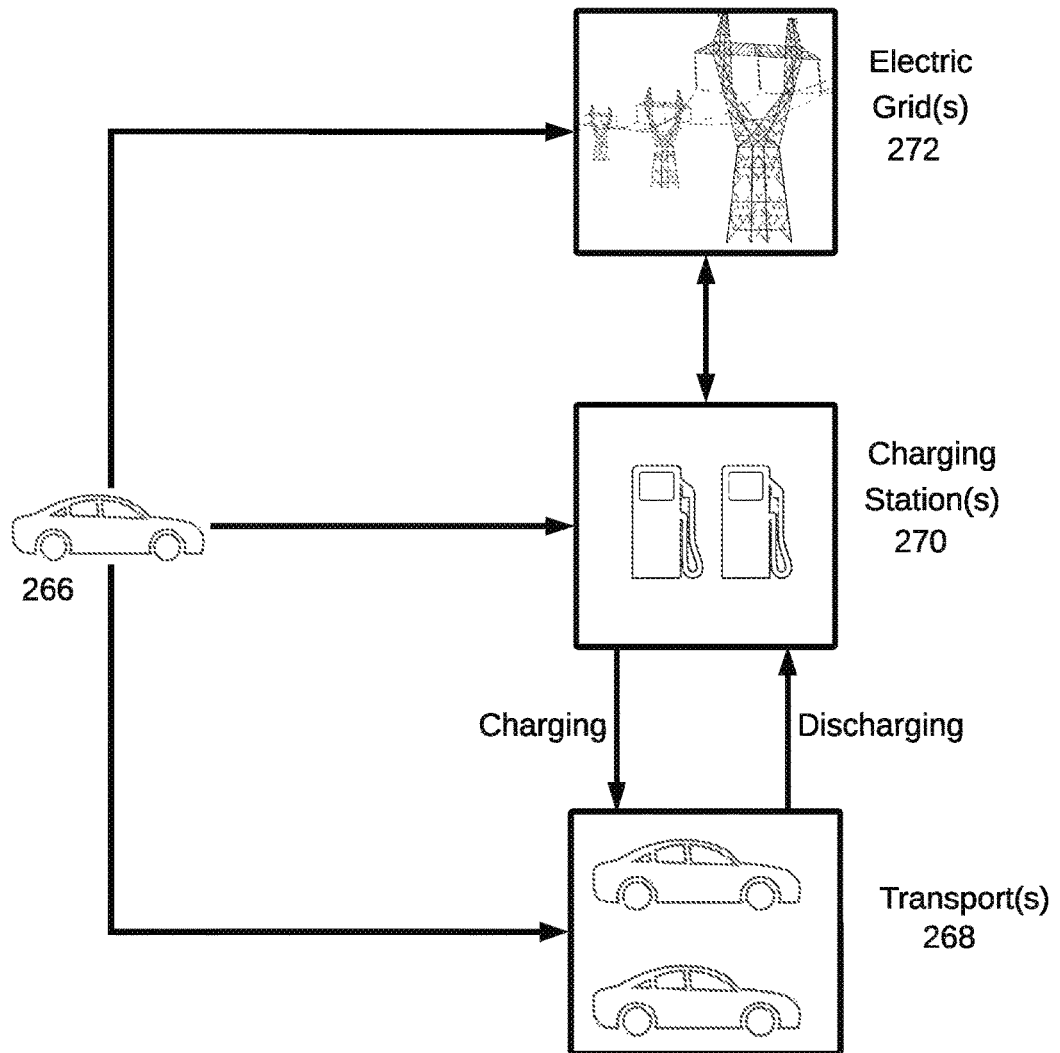 Electric
Grid(s)
272
Charging
Station(s)
270
266
Charging
Discharging
Transport(s)
268